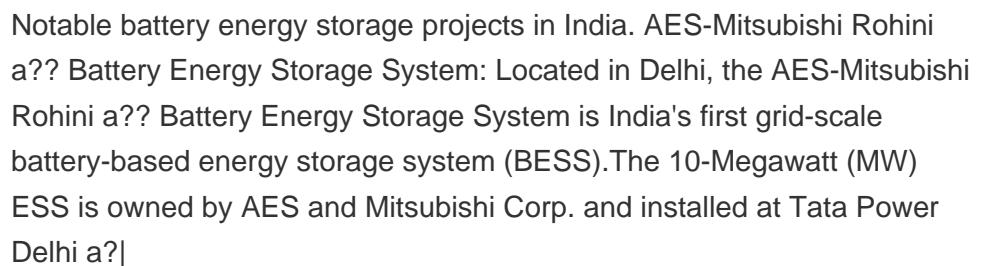 Notable battery energy storage projects in India. AES-Mitsubishi Rohini
a?? Battery Energy Storage System: Located in Delhi, the AES-Mitsubishi
Rohini a?? Battery Energy Storage System is India's first grid-scale
battery-based energy storage system (BESS).The 10-Megawatt (MW)
ESS is owned by AES and Mitsubishi Corp. and installed at Tata Power
Delhi a?|